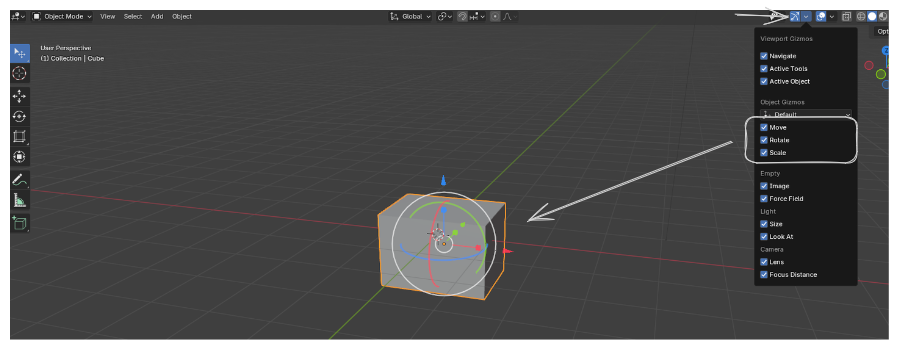 Object Mode View Select Add Object Global Opt
User Perspective
(1) Collection | Cube
Viewport Gizmos
Navigate
Active Tools
Active Object
Object Gizmos
Default
Move
Rotate
Scale
Empty
Image
Force Field
Light
Size
Look At
Camera
Lens
Focus Distance